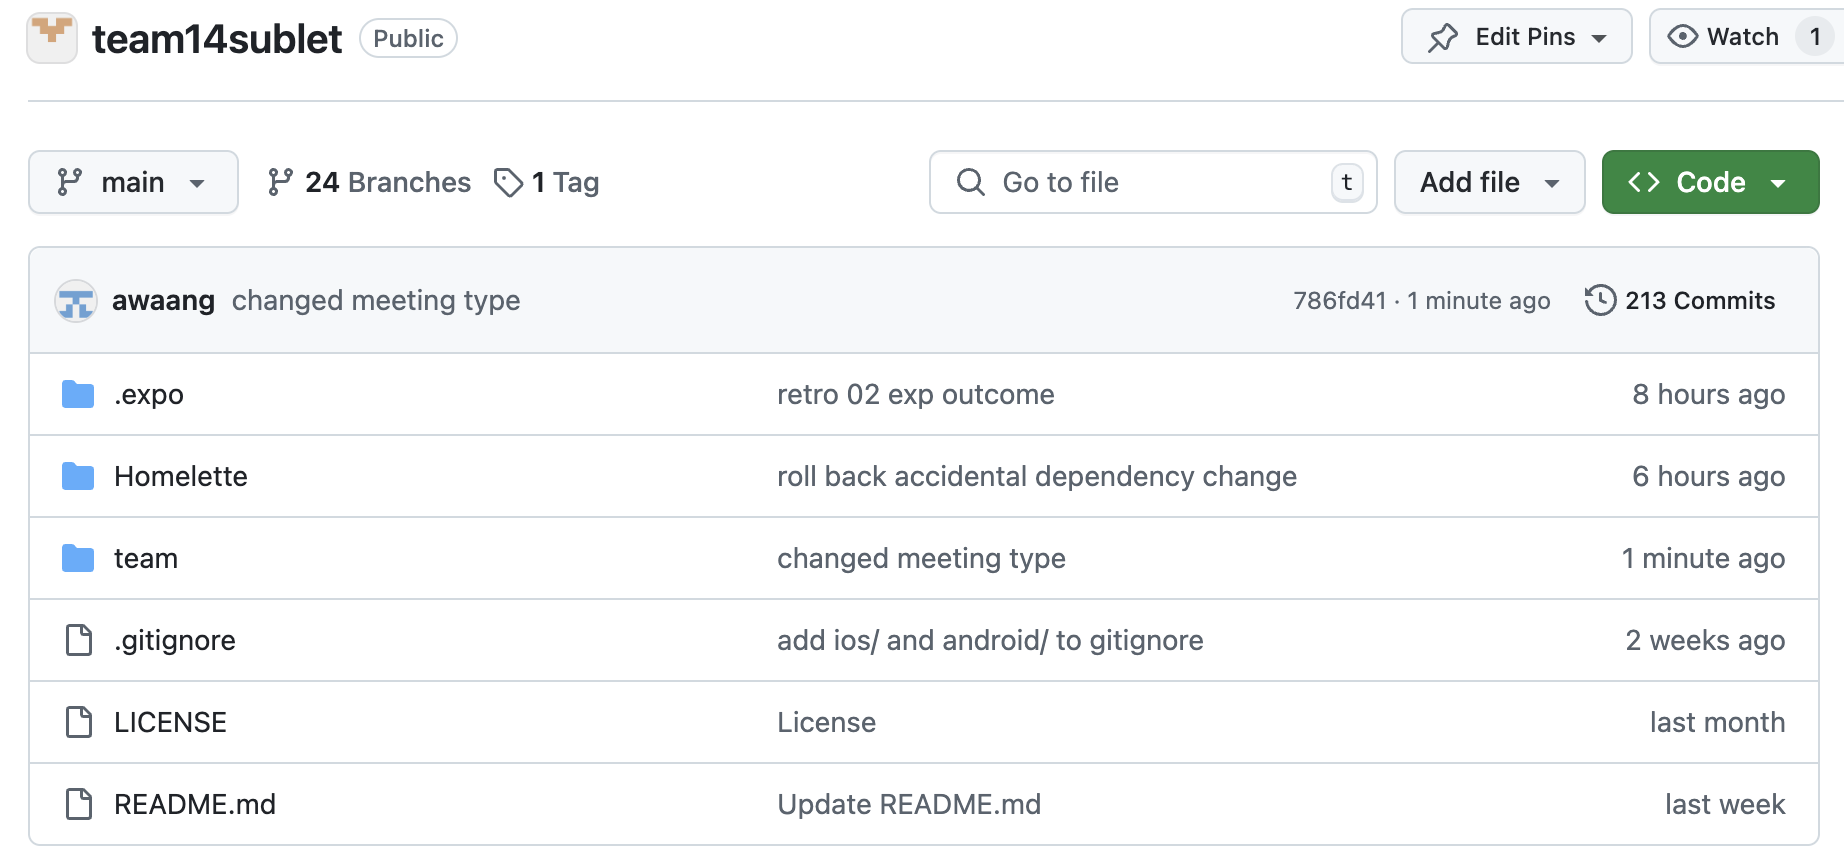 team14sublet Public Edit Pins Watch 1
main 24 Branches 1 Tag Go to file t Add file Code
awaang changed meeting type 786fd41 · 1 minute ago 213 Commits
.expo retro 02 exp outcome 8 hours ago
Homelette roll back accidental dependency change 6 hours ago
team changed meeting type 1 minute ago
.gitignore add ios/ and android/ to gitignore 2 weeks ago
LICENSE License last month
README.md Update README.md last week